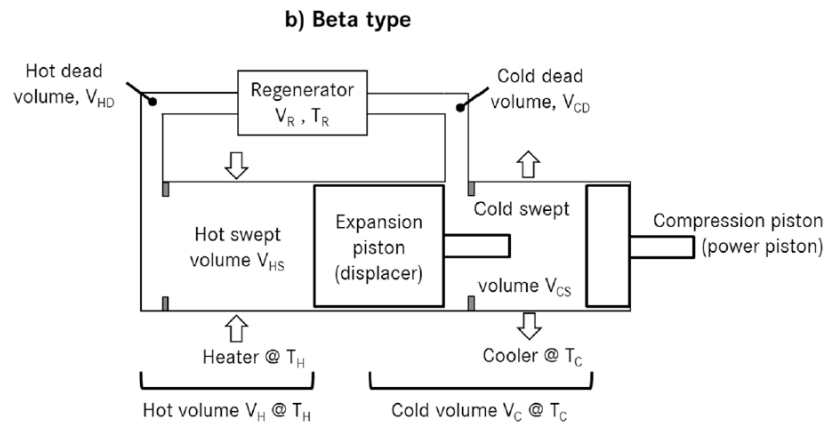 b) Beta type
Hot dead
volume, V_HD
Regenerator
V_R , T_R
Cold dead
volume, V_CD
Hot swept
volume V_HS
Expansion
piston
(displacer)
Cold swept
volume V_CS
Compression piston
(power piston)
Heater @ T_H
Cooler @ T_C
Hot volume V_H @ T_H
Cold volume V_C @ T_C